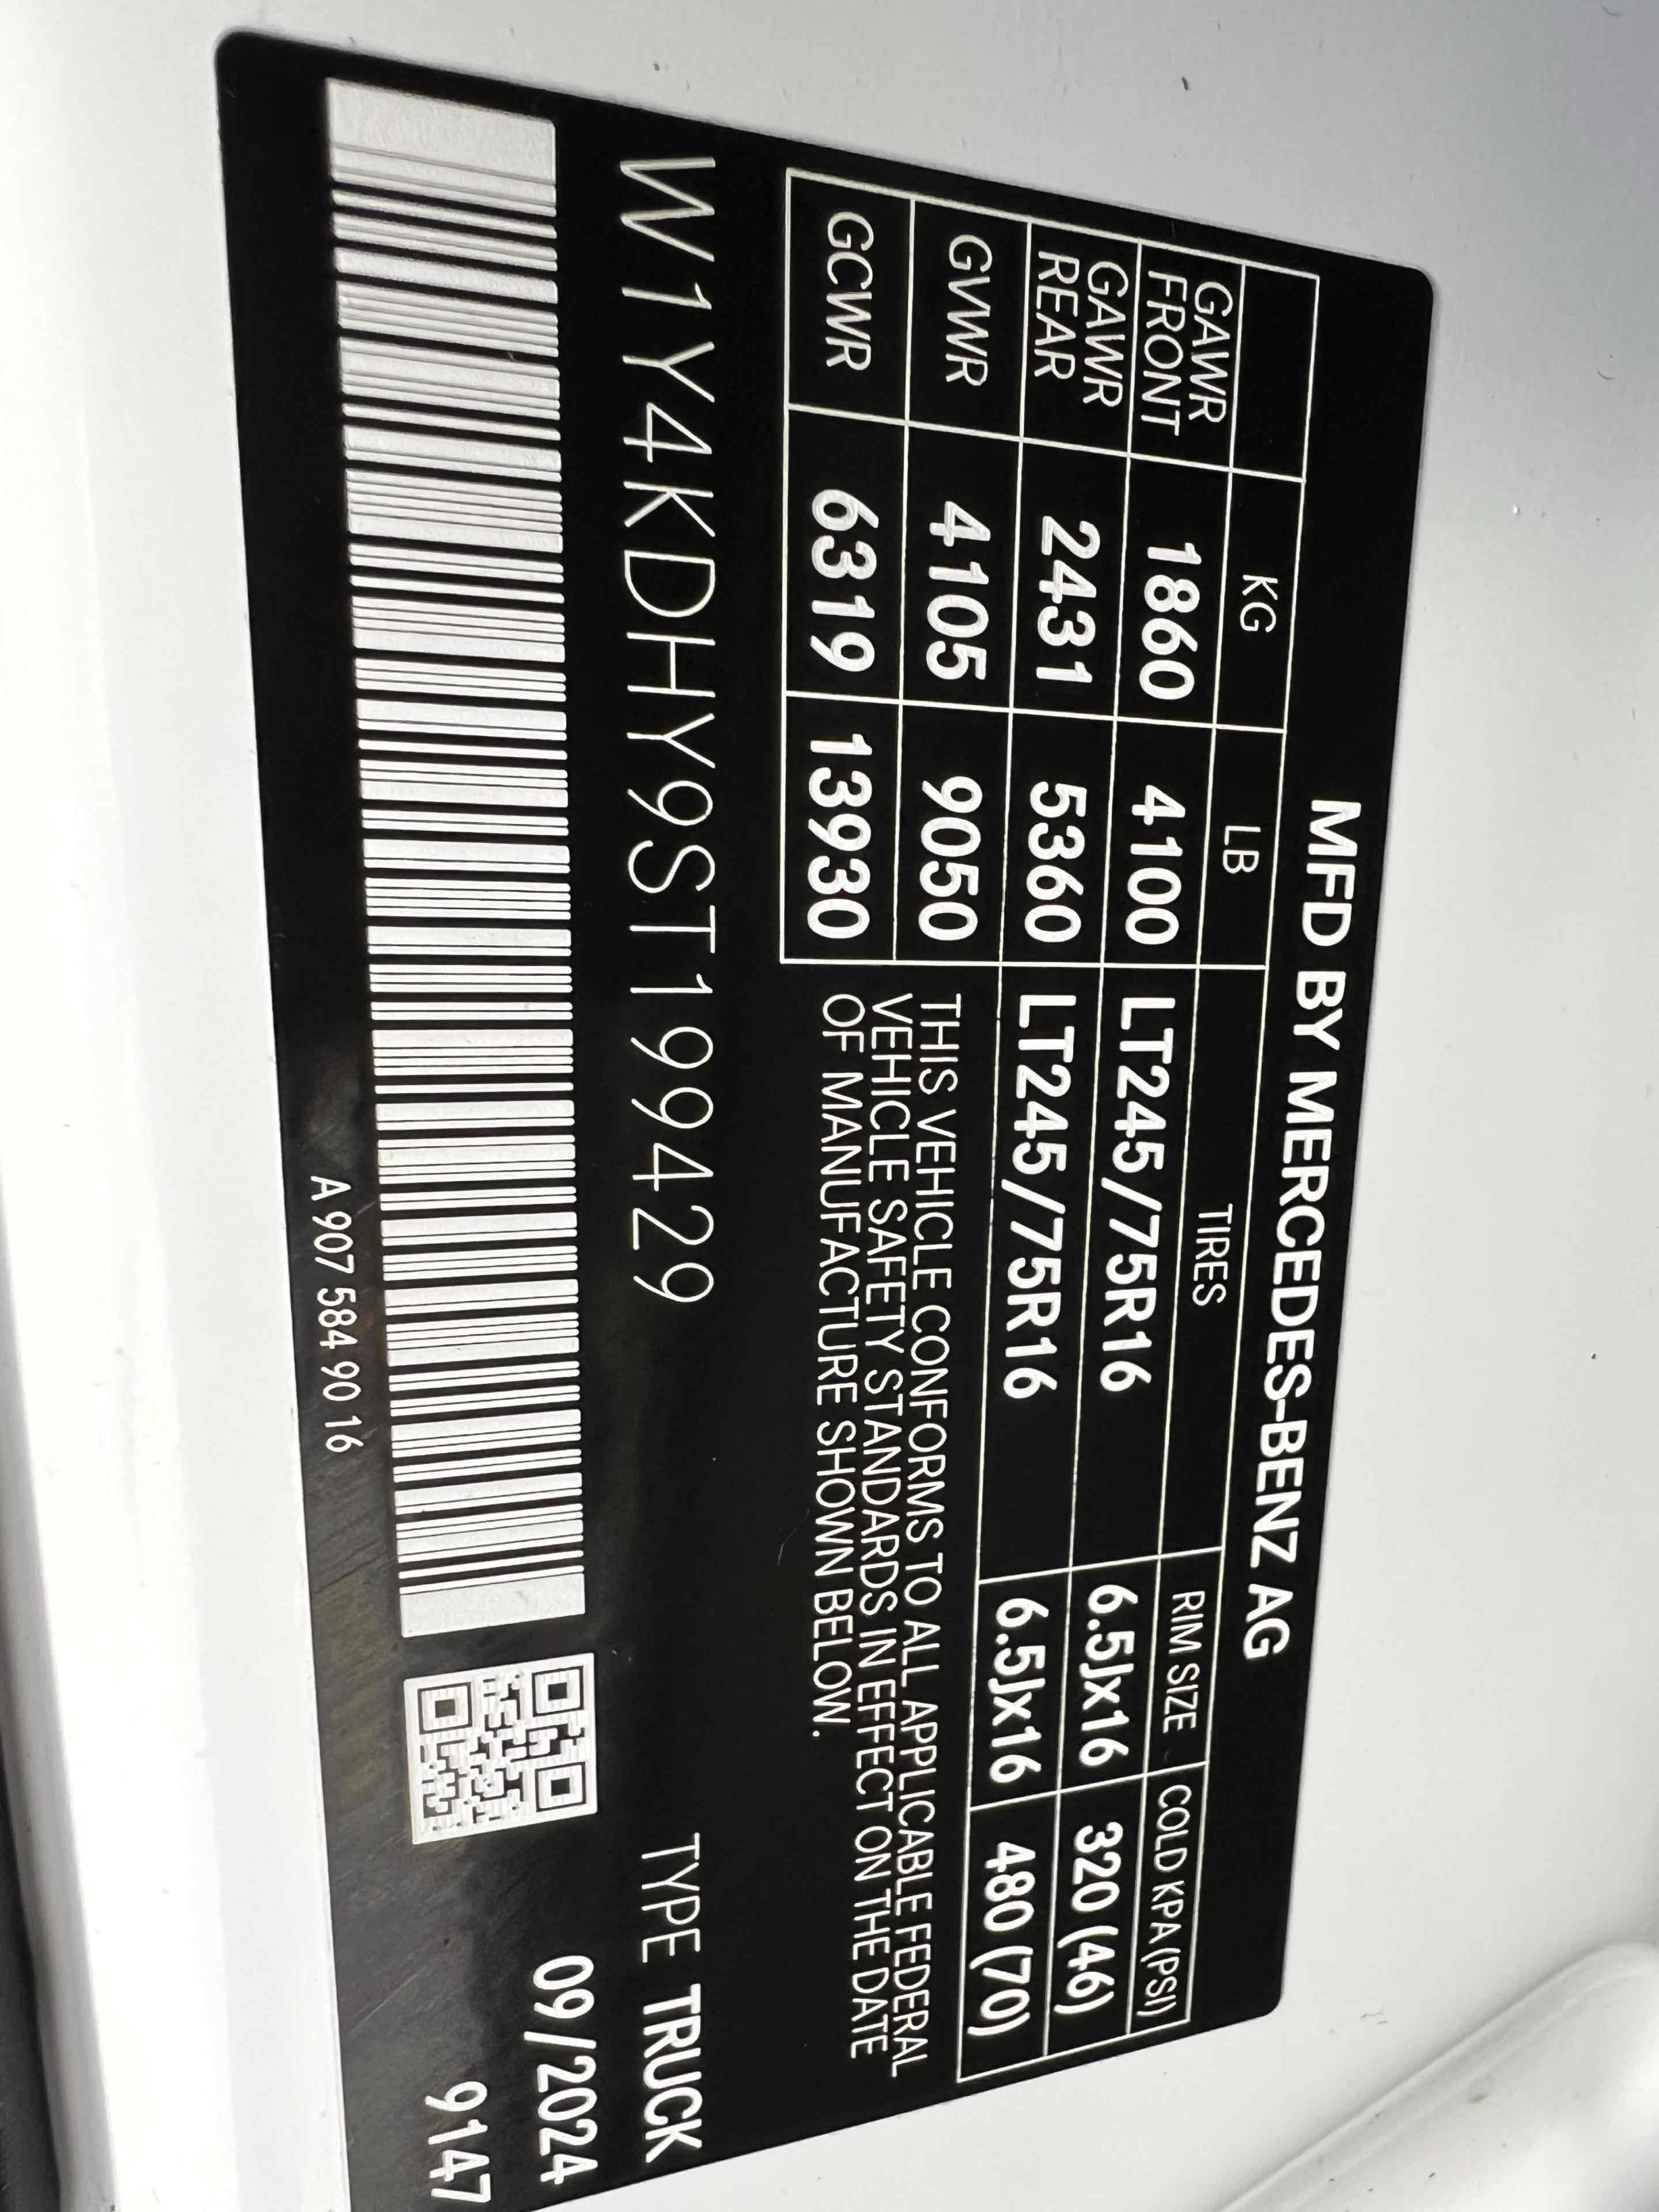 MFD BY MERCEDES-BENZ AG
KG LB TIRES RIM SIZE COLD KPA(PSI)
GAWR FRONT 1860 4100 LT245/75R16 6.5Jx16 320(46)
GAWR REAR 2431 5360 LT245/75R16 6.5Jx16 480(70)
GVWR 4105 9050
GCWR 6319 13930
THIS VEHICLE CONFORMS TO ALL APPLICABLE FEDERAL
VEHICLE SAFETY STANDARDS IN EFFECT ON THE DATE
OF MANUFACTURE SHOWN BELOW.
W1Y4KDHY9ST199429 TYPE TRUCK
09/2024
9147
A 907 584 90 16